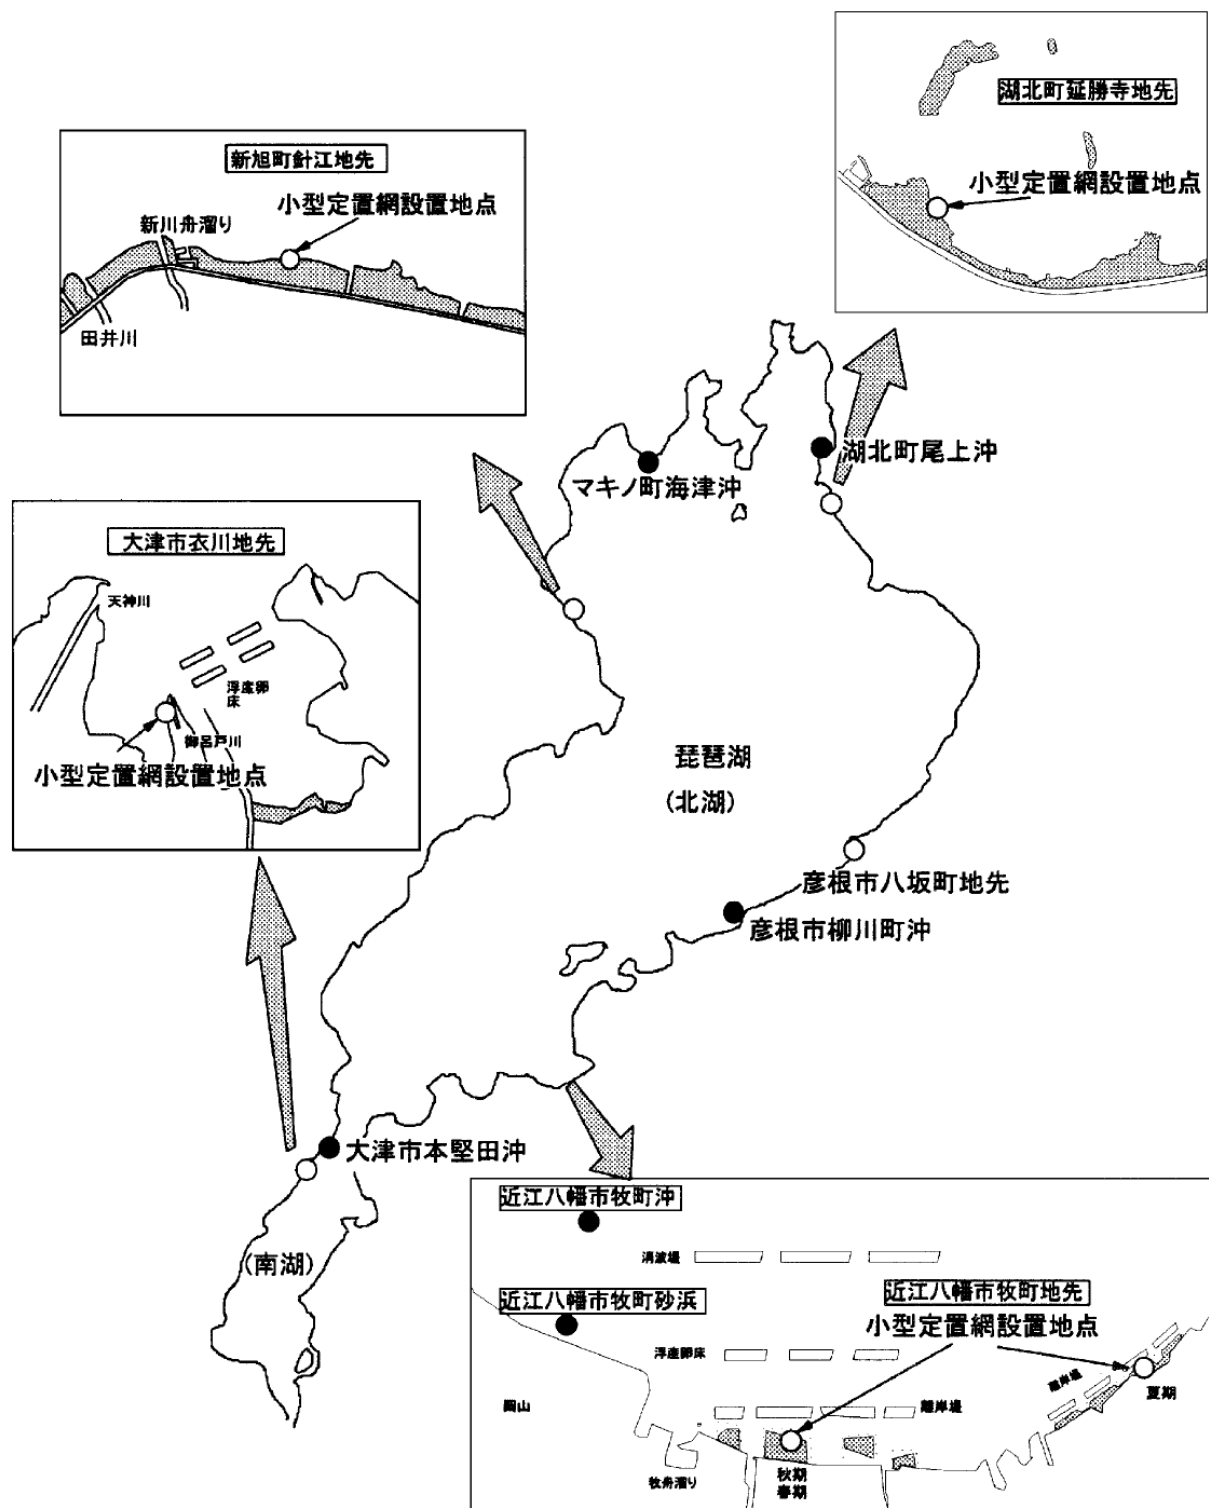 湖北町延勝寺地先
小型定置網設置地点
新旭町針江地先
小型定置網設置地点
新川舟溜り
田井川
湖北町尾上沖
マキノ町海津沖
大津市衣川地先
天神川
浮産卵
床
御呂戸川
小型定置網設置地点
琵琶湖
(北湖)
彦根市八坂町地先
彦根市柳川町沖
大津市本堅田沖
(南湖)
近江八幡市牧町沖
消波堤
近江八幡市牧町砂浜
近江八幡市牧町地先
小型定置網設置地点
浮産卵床
離岸堤
夏期
岡山
離岸堤
牧舟溜り
秋期
春期